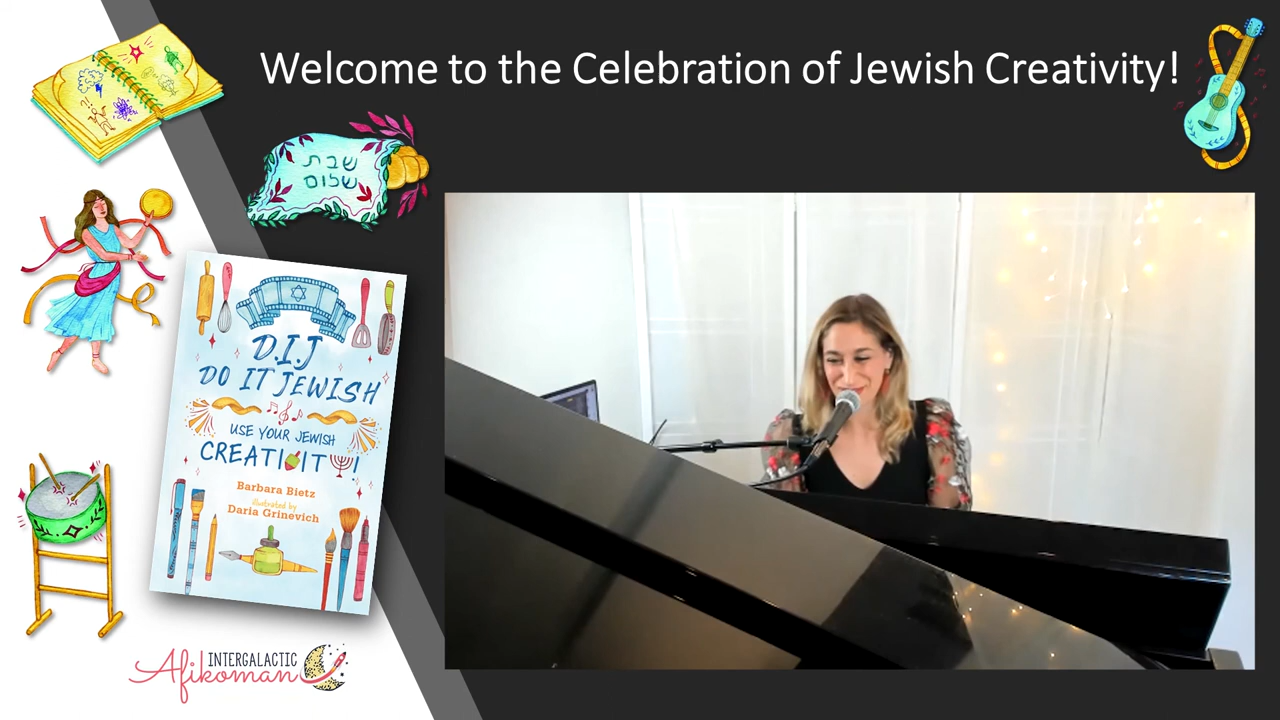 Welcome to the Celebration of Jewish Creativity!
שבת
שלום
D.I.J
DO IT JEWISH
USE YOUR JEWISH
CREATIVITY!
Barbara Bietz
illustrated by
Daria Grinevich
INTERGALACTIC
Afikoman